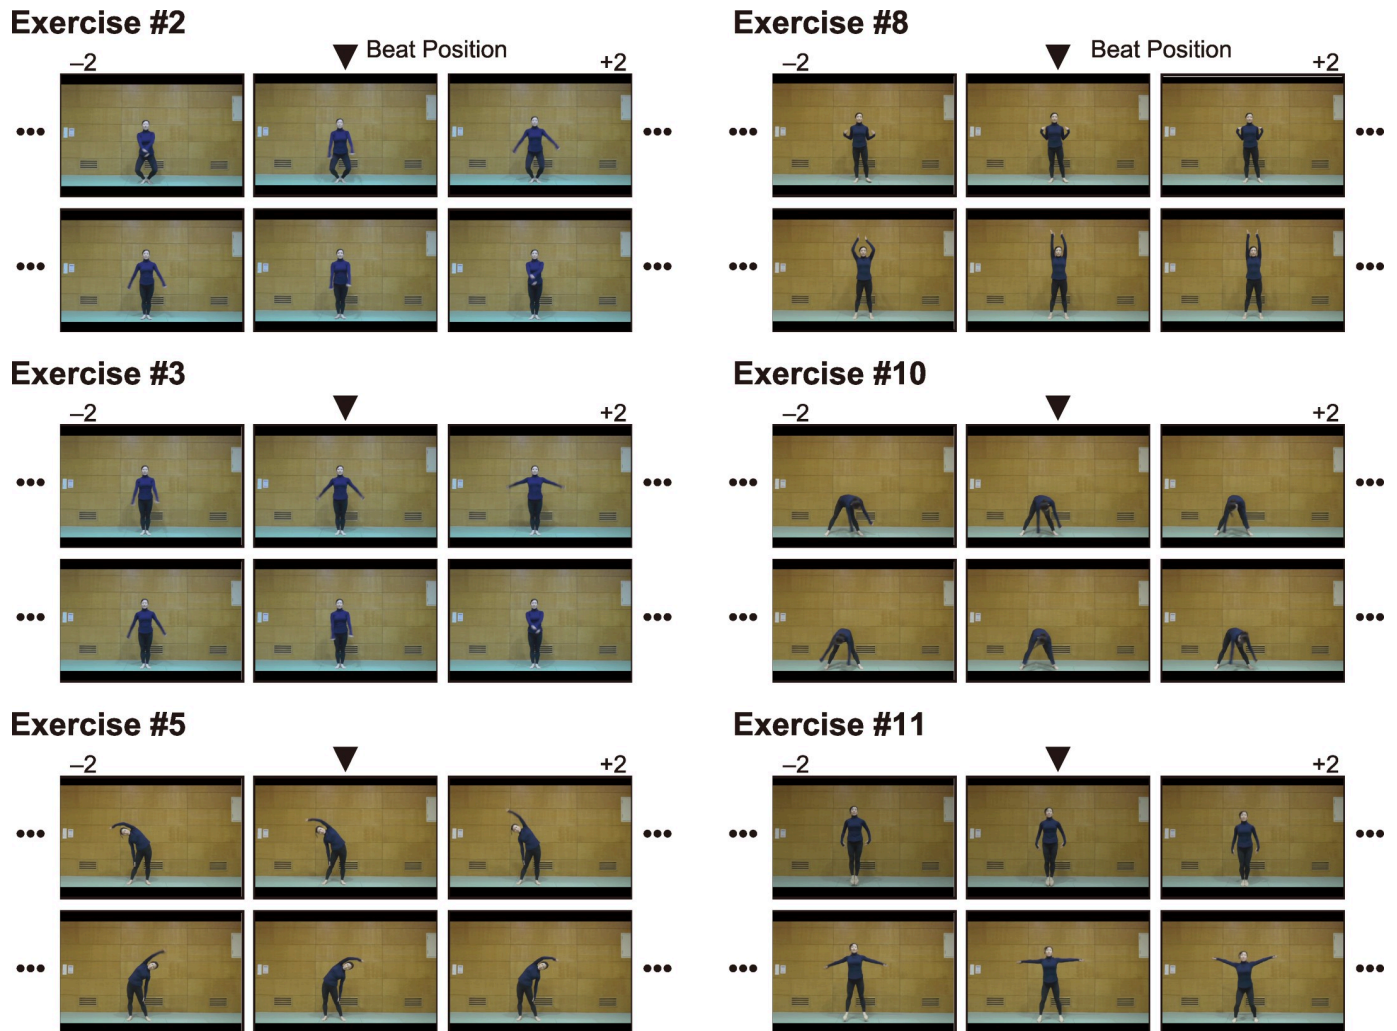 Exercise #2
–2
Beat Position
+2
Exercise #8
–2
Beat Position
+2
Exercise #3
–2
+2
Exercise #10
–2
+2
Exercise #5
–2
+2
Exercise #11
–2
+2